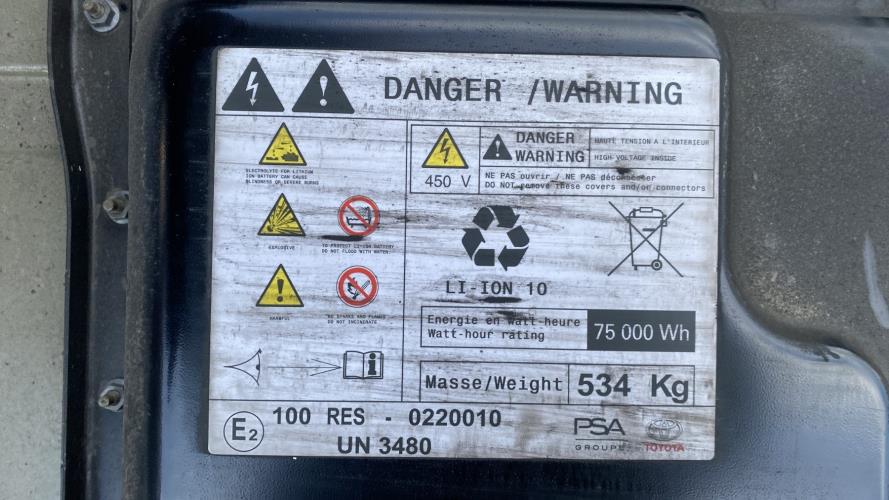 DANGER /WARNING
ELECTROLYTE FOR LITHIUM
ION BATTERY CAN CAUSE
BLINDNESS OR SEVERE BURNS
DANGER
WARNING
HAUTE TENSION A L'INTERIEUR
HIGH VOLTAGE INSIDE
450 V
NE PAS ouvrir / NE PAS déconnecter
DO NOT remove these covers and/or connectors
EXPLOSIVE
TO PROTECT LI-ION BATTERY
DO NOT FLOOD WITH WATER
LI-ION 10
HARMFUL
NO SPARKS AND FLAMES
DO NOT INCINERATE
Energie en watt-heure
Watt-hour rating
75 000 Wh
i
Masse/Weight
534 Kg
E2
100 RES - 0220010
UN 3480
PSA
GROUPE
TOYOTA